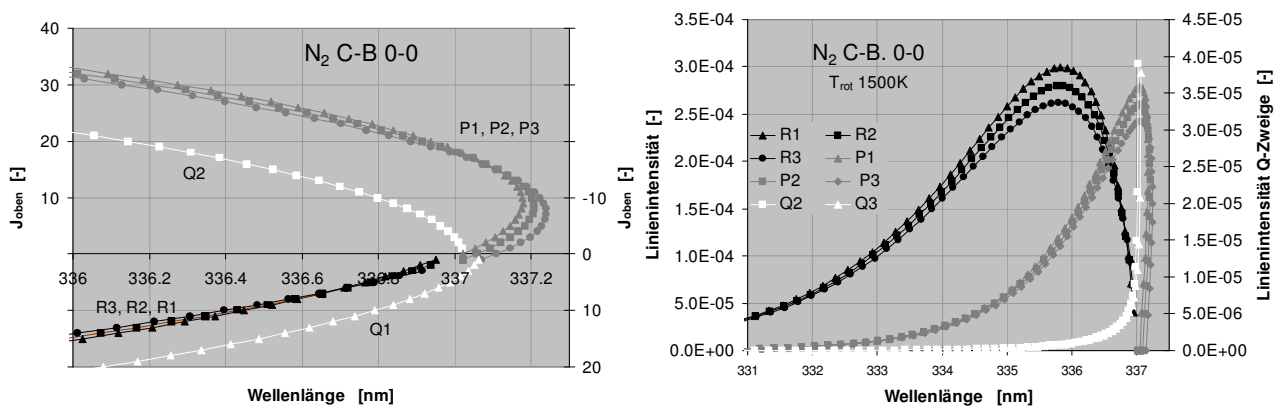 N2 C-B 0-0
40
30
20
10
0
-10
0
10
20
Joben [-]
Joben [-]
P1, P2, P3
Q2
R3, R2, R1
Q1
336 336.2 336.4 336.6 336.8 337 337.2
Wellenlänge [nm]
N2 C-B. 0-0
Trot 1500K
3.5E-04
3.0E-04
2.5E-04
2.0E-04
1.5E-04
1.0E-04
5.0E-05
0.0E+00
Linienintensität [-]
R1 R2
R3 P1
P2 P3
Q2 Q3
4.5E-05
4.0E-05
3.5E-05
3.0E-05
2.5E-05
2.0E-05
1.5E-05
1.0E-05
5.0E-06
0.0E+00
Linienintensität Q-Zweige [-]
331 332 333 334 335 336 337
Wellenlänge [nm]